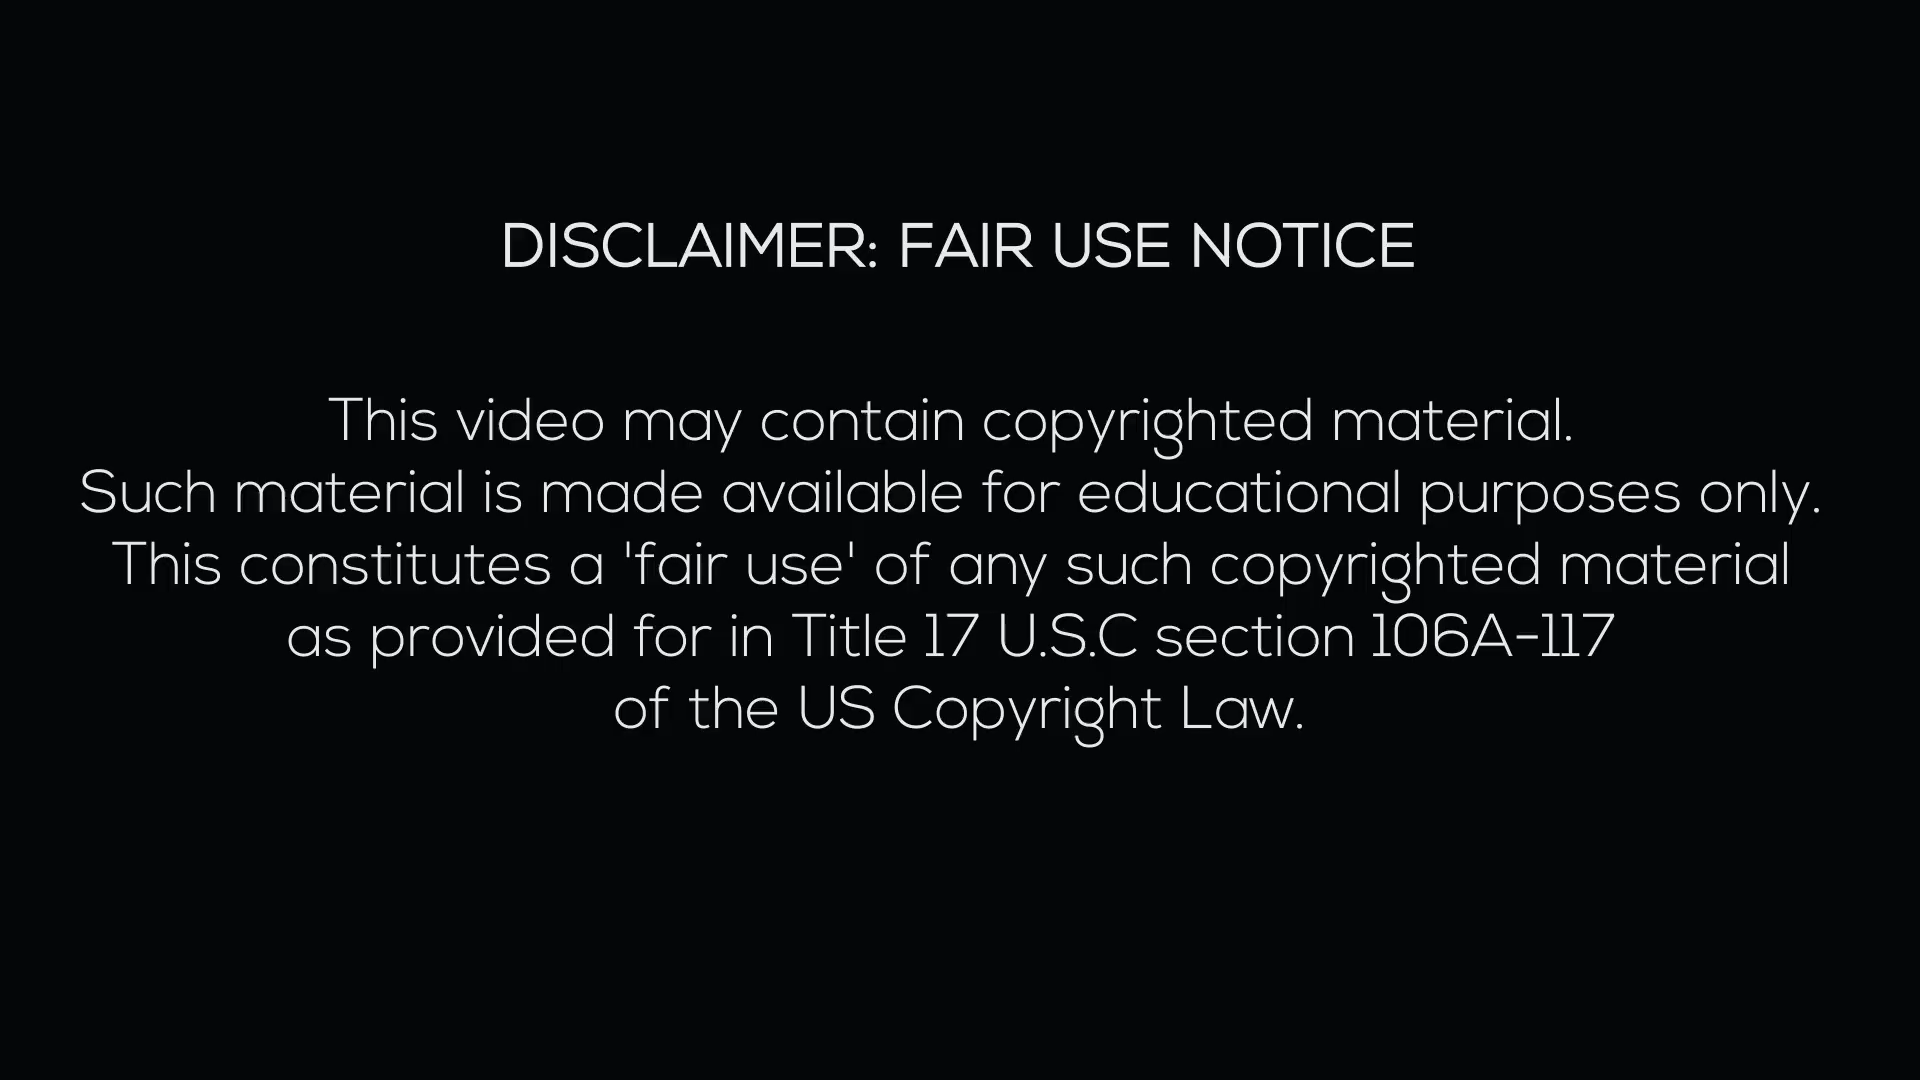 DISCLAIMER: FAIR USE NOTICE
This video may contain copyrighted material.
Such material is made available for educational purposes only.
This constitutes a 'fair use' of any such copyrighted material
as provided for in Title 17 U.S.C section 106A-117
of the US Copyright Law.